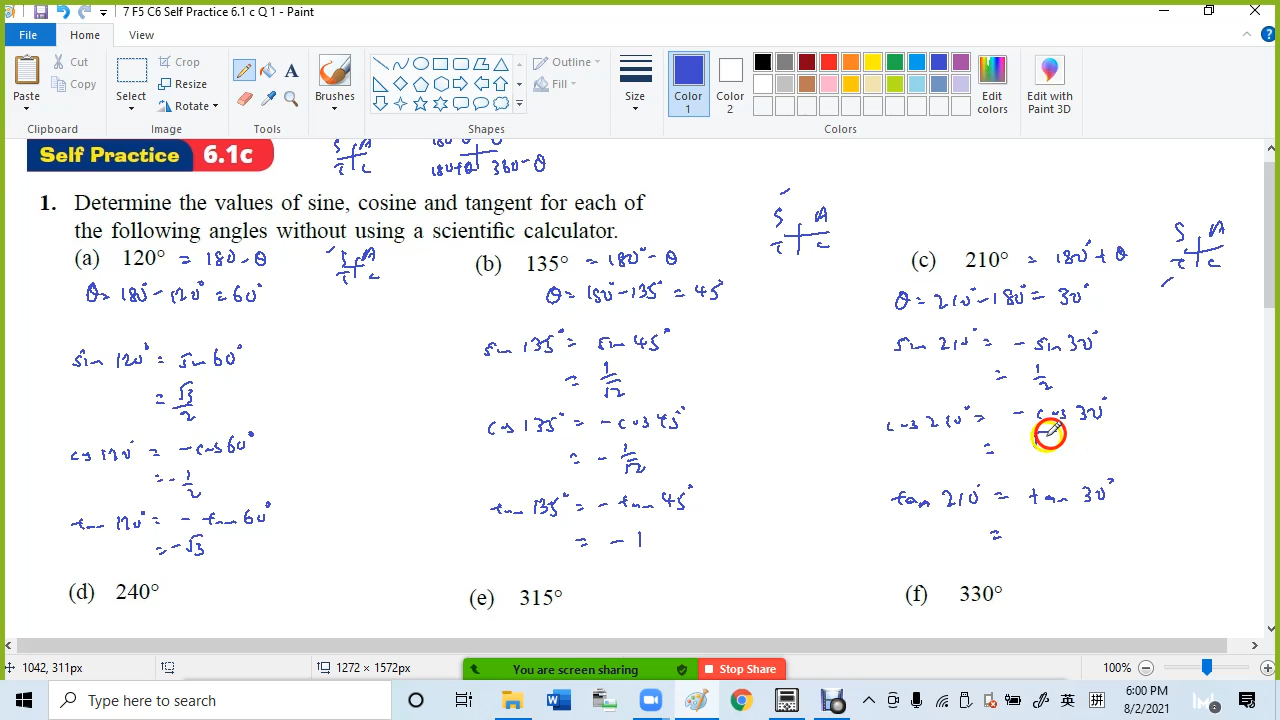 7 F5 C6 Self Practice 6.1 c Q 1 - Paint
File Home View
Paste Cut Copy Select Crop Resize Rotate Brushes Outline Fill Size Color 1 Color 2 Edit colors Edit with Paint 3D
Clipboard Image Tools Shapes Colors
S A 180-θ θ
T C 180+θ 360-θ
Self Practice 6.1c
1. Determine the values of sine, cosine and tangent for each of
the following angles without using a scientific calculator.
S A
T C
S A
T C
S A
T C
(a) 120° = 180 - θ
θ = 180° - 120° = 60°
sin 120° = sin 60°
= √3/2
cos 120° = - cos 60°
= - 1/2
tan 120° = - tan 60°
= - √3
(b) 135° = 180° - θ
θ = 180° - 135° = 45°
sin 135° = sin 45°
= 1/√2
cos 135° = - cos 45°
= - 1/√2
tan 135° = - tan 45°
= - 1
(c) 210° = 180° + θ
θ = 210° - 180° = 30°
sin 210° = - sin 30°
= 1/2
cos 210° = - cos 30°
=
tan 210° = tan 30°
=
(d) 240°
(e) 315°
(f) 330°
1042, 311px 1272 × 1572px 100%
You are screen sharing Stop Share
Type here to search
英 拼
6:00 PM
8/2/2021
2